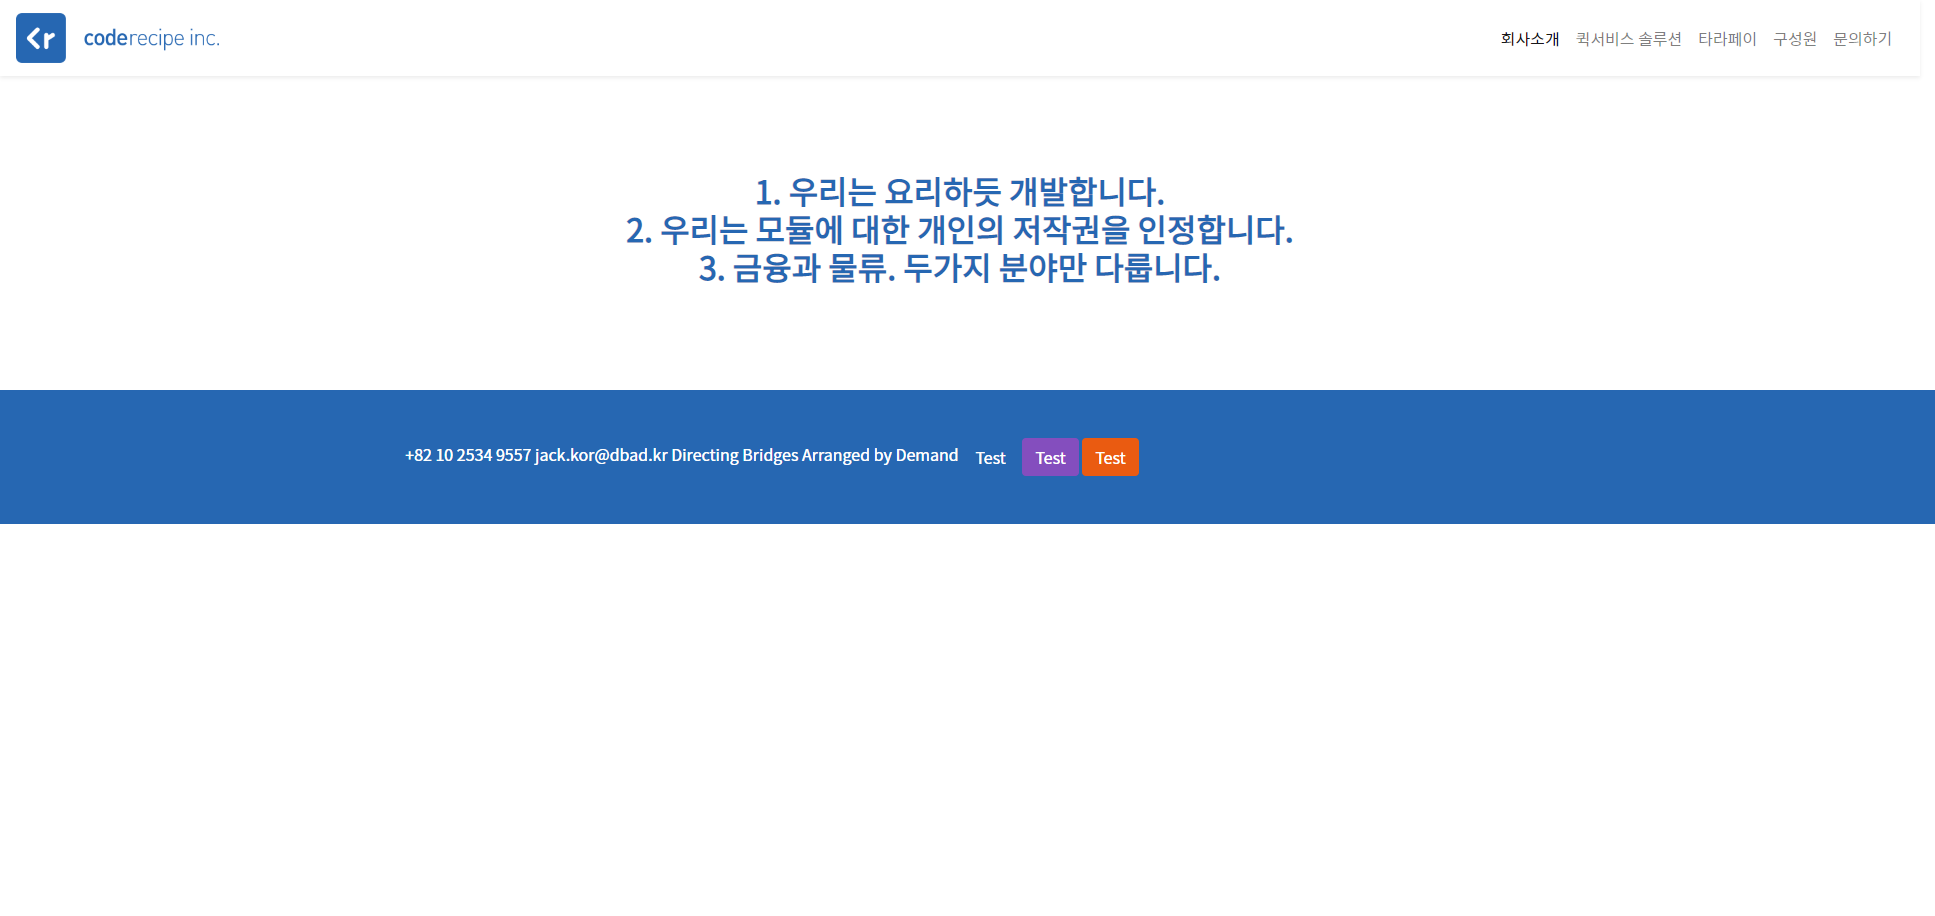 <r coderecipe inc.
회사소개 퀵서비스 솔루션 타라페이 구성원 문의하기
1. 우리는 요리하듯 개발합니다.
2. 우리는 모듈에 대한 개인의 저작권을 인정합니다.
3. 금융과 물류. 두가지 분야만 다룹니다.
+82 10 2534 9557 jack.kor@dbad.kr Directing Bridges Arranged by Demand Test Test Test